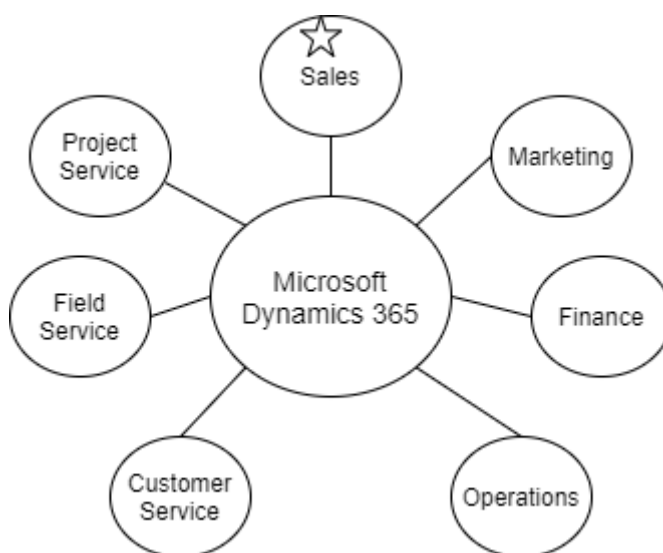 Sales
Project
Service
Marketing
Microsoft
Dynamics 365
Field
Service
Finance
Customer
Service
Operations